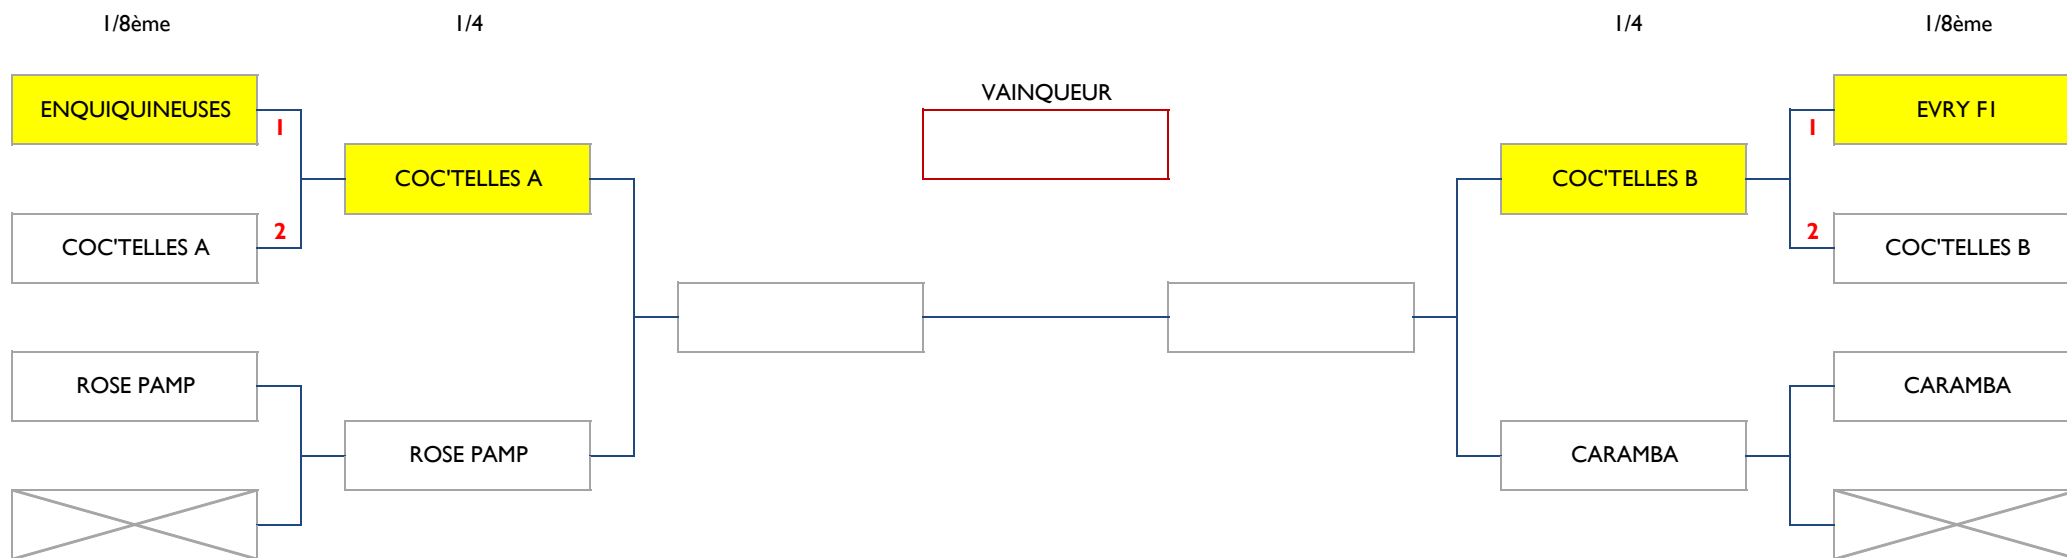 1/8ème
1/4
1/4
1/8ème
VAINQUEUR
ENQUIQUINEUSES
1
COC'TELLES A
2
COC'TELLES A
ROSE PAMP
ROSE PAMP
EVRY F1
1
COC'TELLES B
2
COC'TELLES B
CARAMBA
CARAMBA